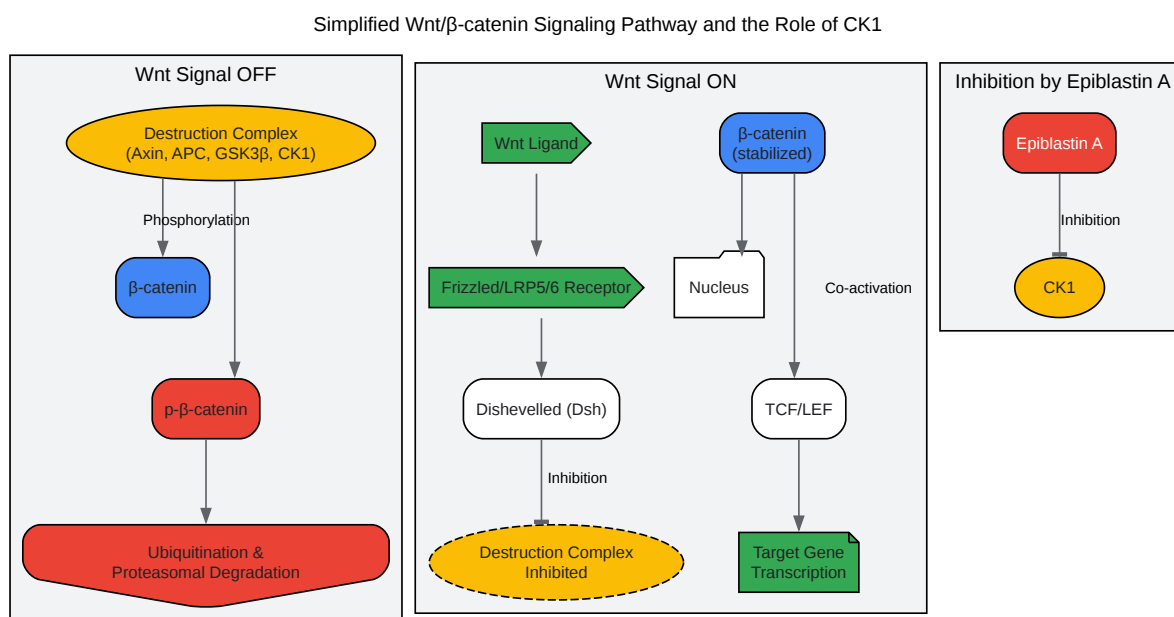 Simplified Wnt/β-catenin Signaling Pathway and the Role of CK1
Wnt Signal OFF
Destruction Complex
(Axin, APC, GSK3β, CK1)
Phosphorylation
β-catenin
p-β-catenin
Ubiquitination &
Proteasomal Degradation
Wnt Signal ON
Wnt Ligand
Frizzled/LRP5/6 Receptor
Dishevelled (Dsh)
Inhibition
Destruction Complex
Inhibited
β-catenin
(stabilized)
Nucleus
Co-activation
TCF/LEF
Target Gene
Transcription
Inhibition by Epiblastin A
Epiblastin A
Inhibition
CK1